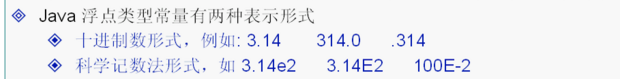 Java 浮点类型常量有两种表示形式
十进制数形式，例如: 3.14 314.0 .314
科学记数法形式，如 3.14e2 3.14E2 100E-2